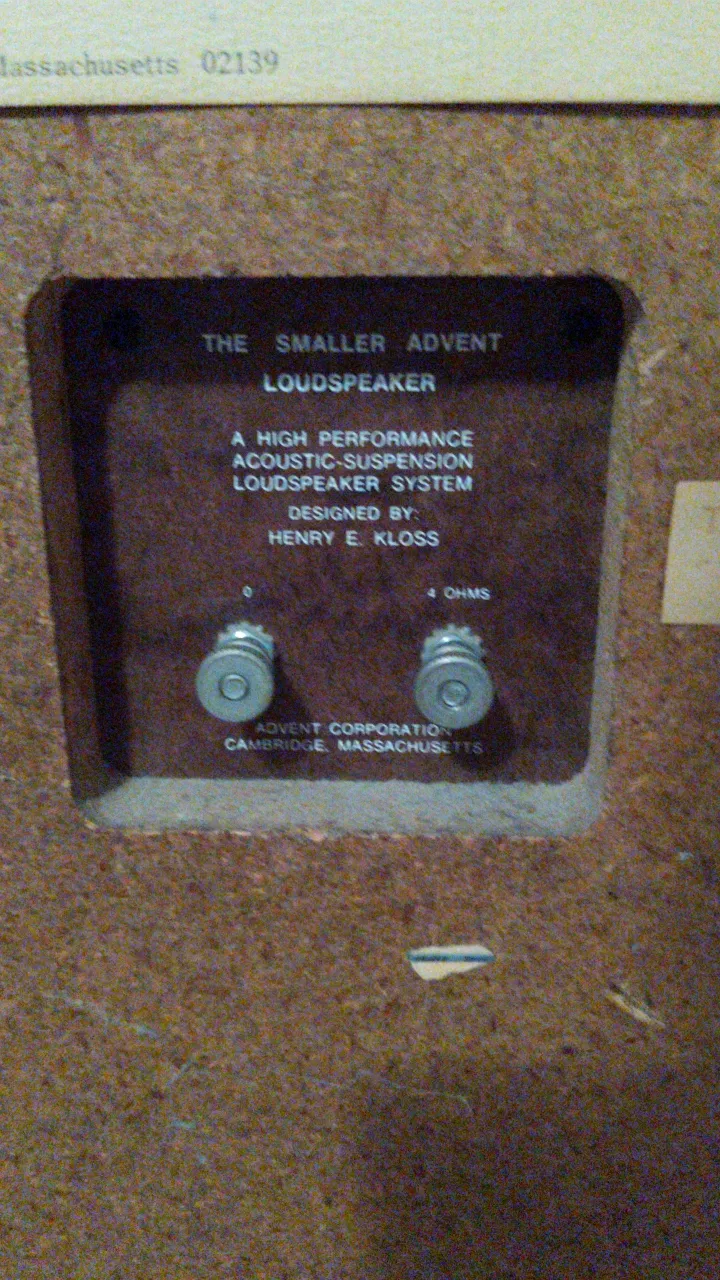 Massachusetts 02139
THE SMALLER ADVENT
LOUDSPEAKER
A HIGH PERFORMANCE
ACOUSTIC-SUSPENSION
LOUDSPEAKER SYSTEM
DESIGNED BY:
HENRY E. KLOSS
0 4 OHMS
ADVENT CORPORATION
CAMBRIDGE, MASSACHUSETTS